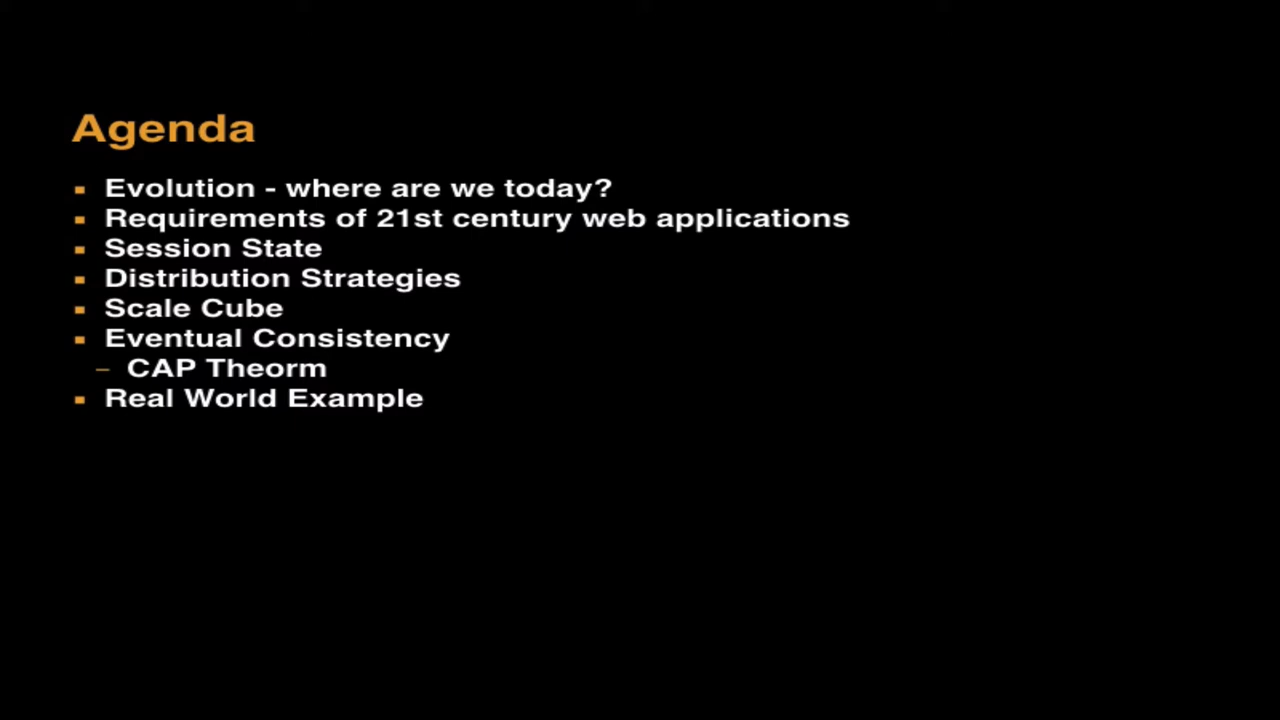 Agenda
Evolution - where are we today?
Requirements of 21st century web applications
Session State
Distribution Strategies
Scale Cube
Eventual Consistency
– CAP Theorm
Real World Example